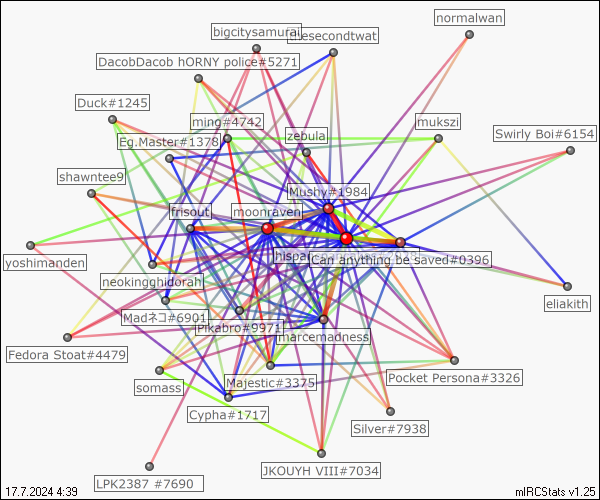 normalwan
bigcitysamurai
thesecondtwat
DacobDacob hORNY police#5271
Duck#1245
ming#4742
mukszi
Eg.Master#1378
zebula
Swirly Boi#6154
shawntee9
Mushy#1984
frisout
moonraven
yoshimanden
hispa
Can anything be saved#0396
neokingghidorah
eliakith
Madネコ#6901
Pikabro#9971
marcemadness
Fedora Stoat#4479
somass
Majestic#3375
Pocket Persona#3326
Cypha#1717
Silver#7938
JKOUYH VIII#7034
LPK2387 #7690
17.7.2024 4:39
mIRCStats v1.25